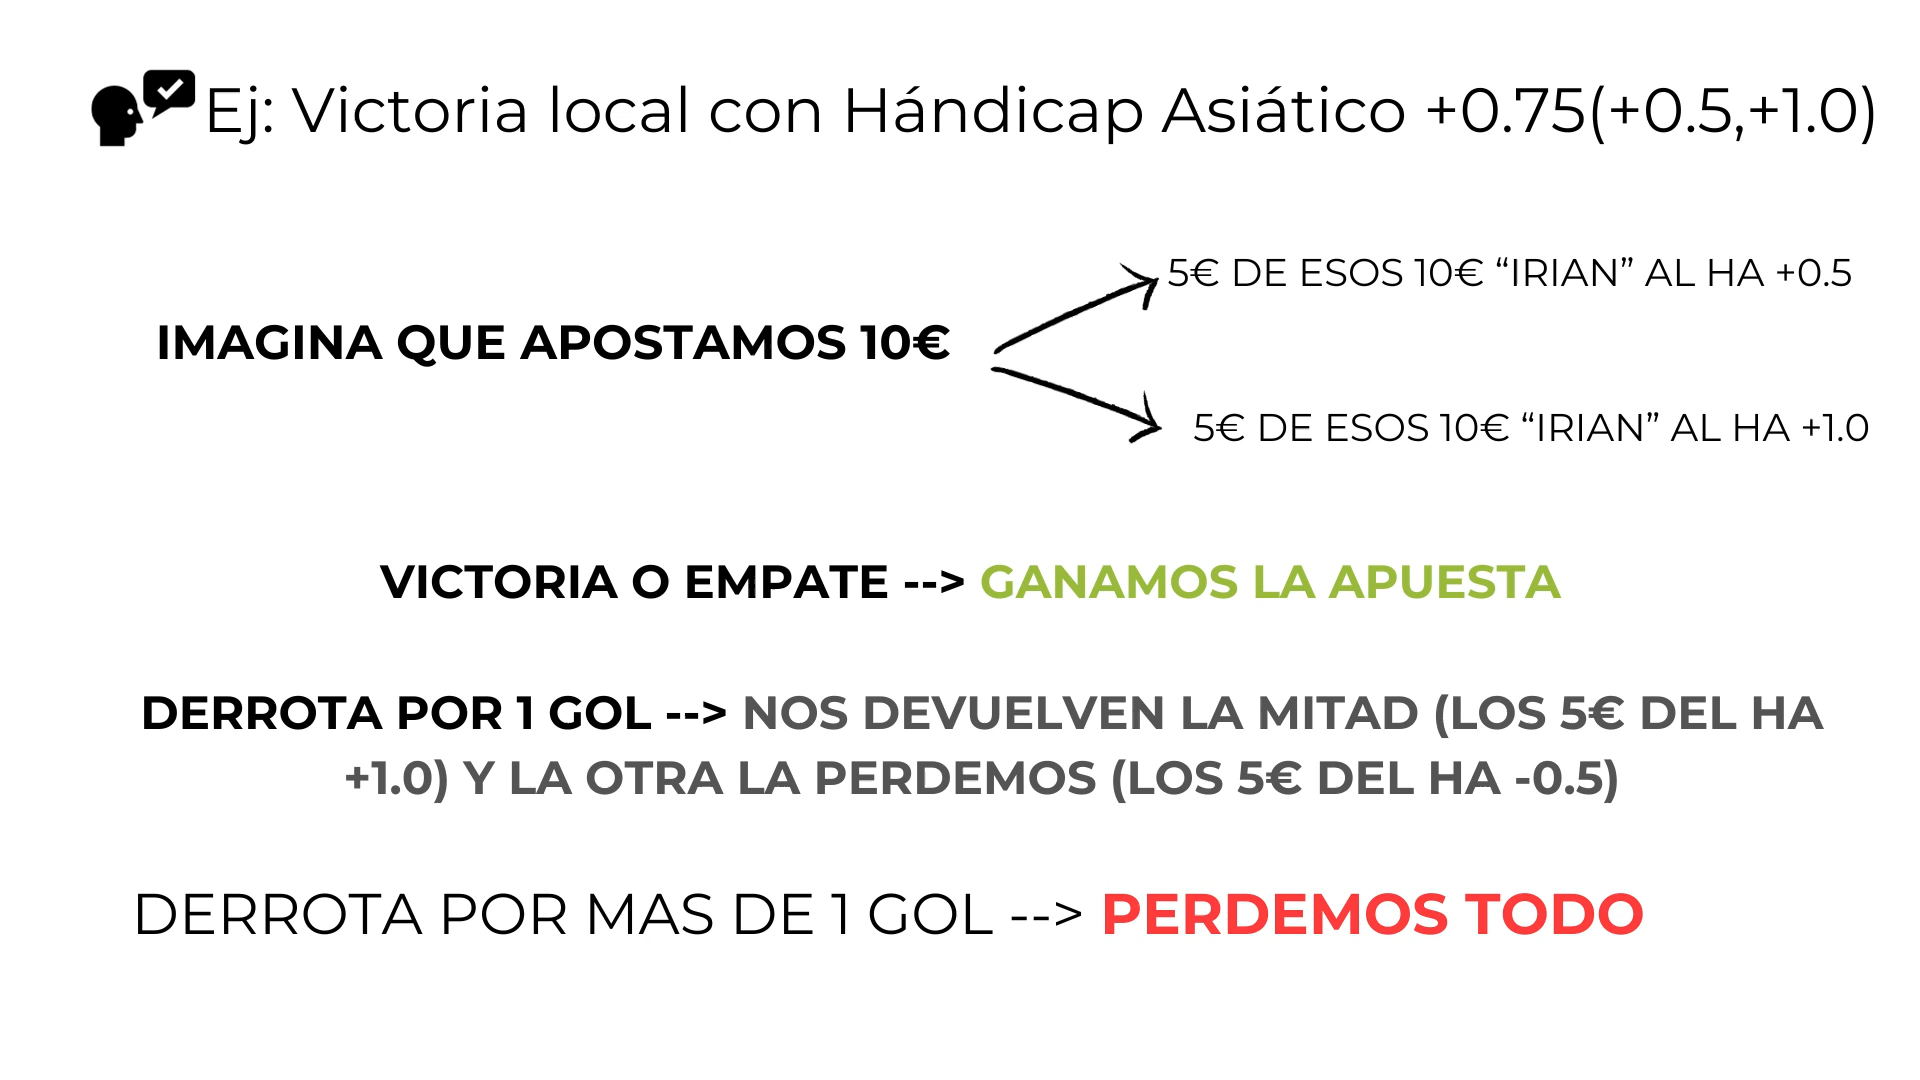 Ej: Victoria local con Hándicap Asiático +0.75(+0.5,+1.0)
5€ DE ESOS 10€ “IRIAN” AL HA +0.5
IMAGINA QUE APOSTAMOS 10€
5€ DE ESOS 10€ “IRIAN” AL HA +1.0
VICTORIA O EMPATE --> GANAMOS LA APUESTA
DERROTA POR 1 GOL --> NOS DEVUELVEN LA MITAD (LOS 5€ DEL HA
+1.0) Y LA OTRA LA PERDEMOS (LOS 5€ DEL HA -0.5)
DERROTA POR MAS DE 1 GOL --> PERDEMOS TODO